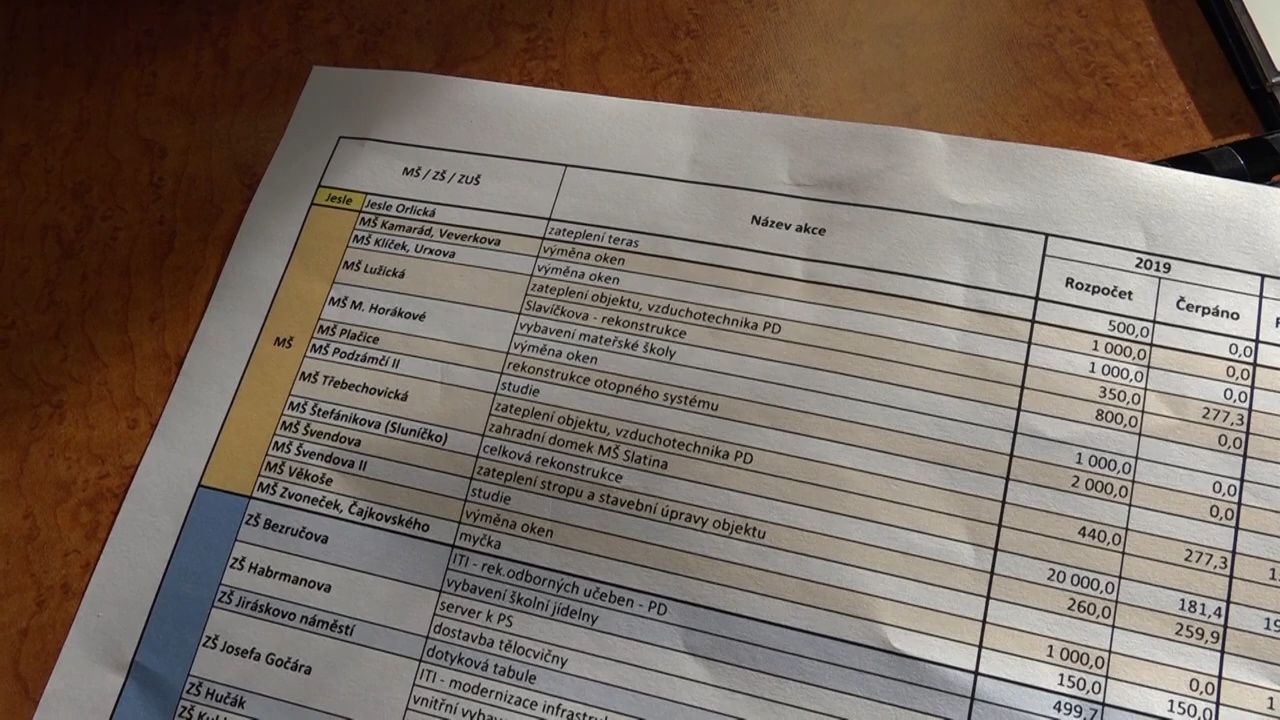 MŠ / ZŠ / ZUŠ
Název akce
2019
Rozpočet Čerpáno
Jesle Jesle Orlická zateplení teras 500,0 0,0
MŠ
MŠ Kamarád, Veverkova výměna oken 1 000,0 0,0
MŠ Klíček, Urxova výměna oken 1 000,0 0,0
MŠ Lužická zateplení objektu, vzduchotechnika PD 350,0 277,3
Slavíčkova - rekonstrukce 800,0 0,0
MŠ M. Horákové vybavení mateřské školy
výměna oken 1 000,0 0,0
MŠ Plačice rekonstrukce otopného systému 2 000,0 0,0
MŠ Podzámčí II studie
MŠ Třebechovická zateplení objektu, vzduchotechnika PD 440,0 277,3
zahradní domek MŠ Slatina
MŠ Štefánikova (Sluníčko) celková rekonstrukce 20 000,0 181,4
MŠ Švendova zateplení stropu a stavební úpravy objektu 260,0 259,9
MŠ Švendova II studie
MŠ Věkoše výměna oken 1 000,0 0,0
MŠ Zvoneček, Čajkovského myčka 150,0 150,0
ZŠ Bezručova ITI - rek.odborných učeben - PD 499,7
vybavení školní jídelny
ZŠ Habrmanova server k PS
dostavba tělocvičny
ZŠ Jiráskovo náměstí dotyková tabule
ZŠ Josefa Gočára ITI - modernizace
vnitřní
ZŠ Hučák